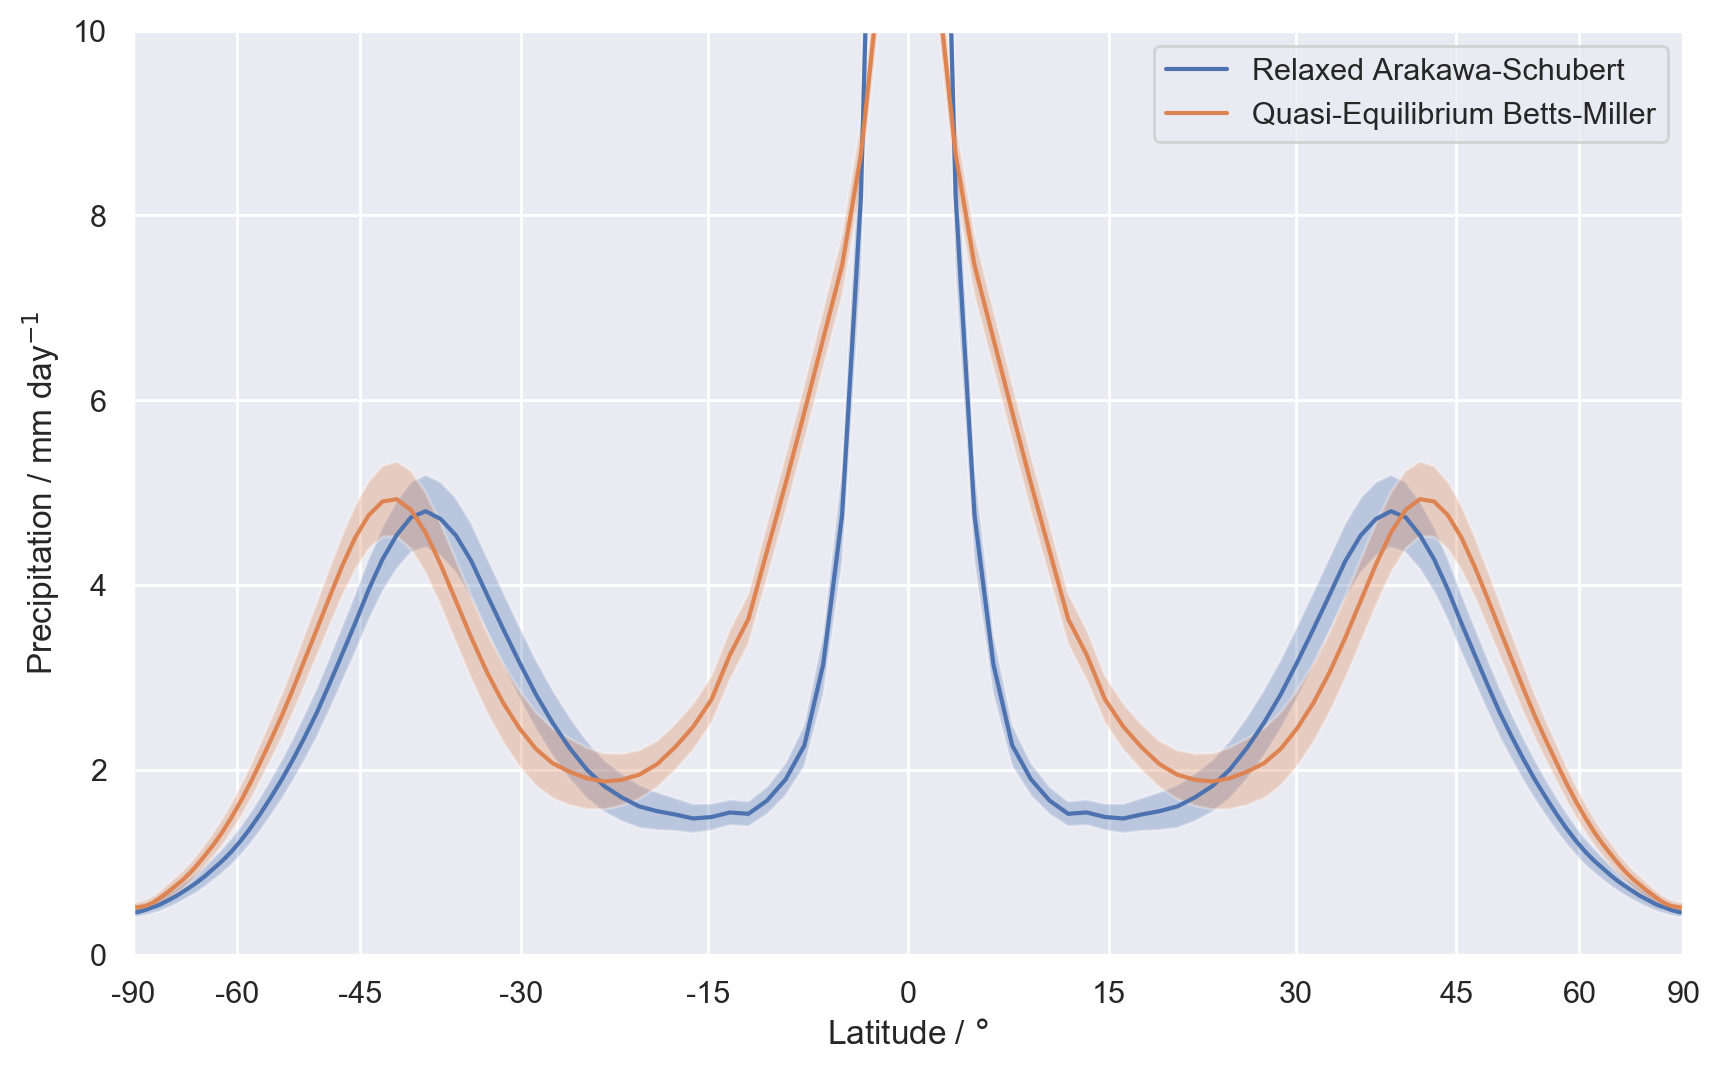 10
8
6
4
2
0
Precipitation / mm day⁻¹
Relaxed Arakawa-Schubert
Quasi-Equilibrium Betts-Miller
-90 -60 -45 -30 -15 0 15 30 45 60 90
Latitude / °